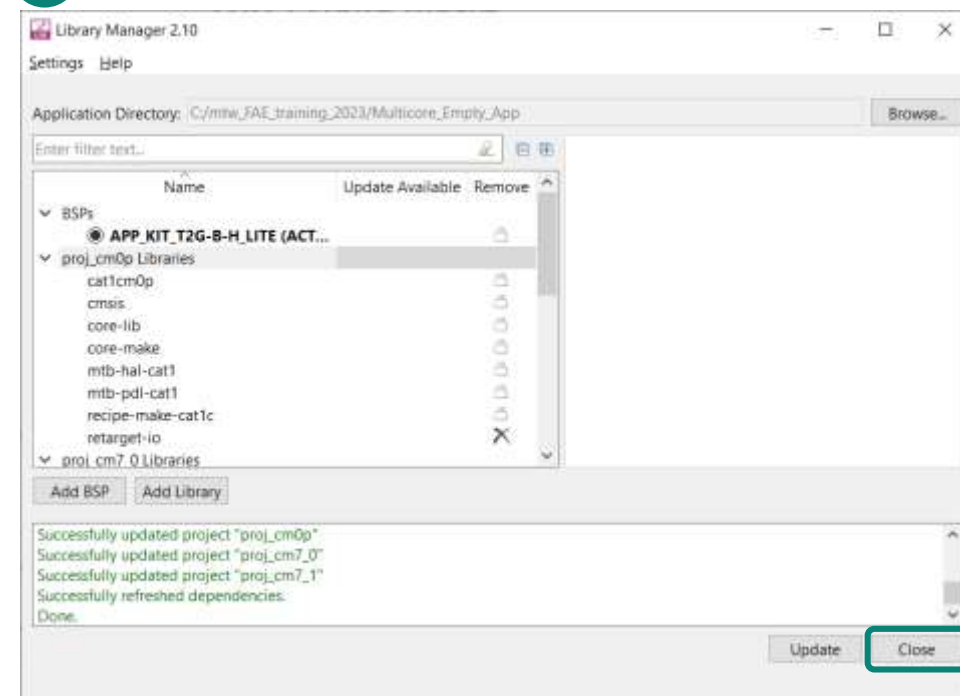 Library Manager 2.10
Settings Help
Application Directory: C:/mtw_FAE_training_2023/Multicore_Empty_App
Browse...
Enter filter text...
Name Update Available Remove
BSPs
APP_KIT_T2G-B-H_LITE (ACT...
proj_cm0p Libraries
cat1cm0p
cmsis
core-lib
core-make
mtb-hal-cat1
mtb-pdl-cat1
recipe-make-cat1c
retarget-io
proj_cm7_0 Libraries
Add BSP Add Library
Successfully updated project "proj_cm0p"
Successfully updated project "proj_cm7_0"
Successfully updated project "proj_cm7_1"
Successfully refreshed dependencies.
Done.
Update Close